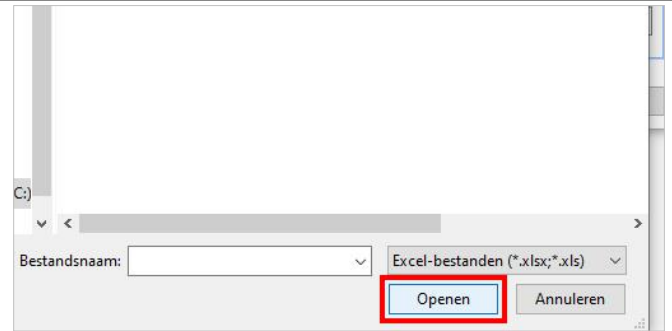 C:)
Bestandsnaam:
Excel-bestanden (*.xlsx;*.xls)
Openen
Annuleren